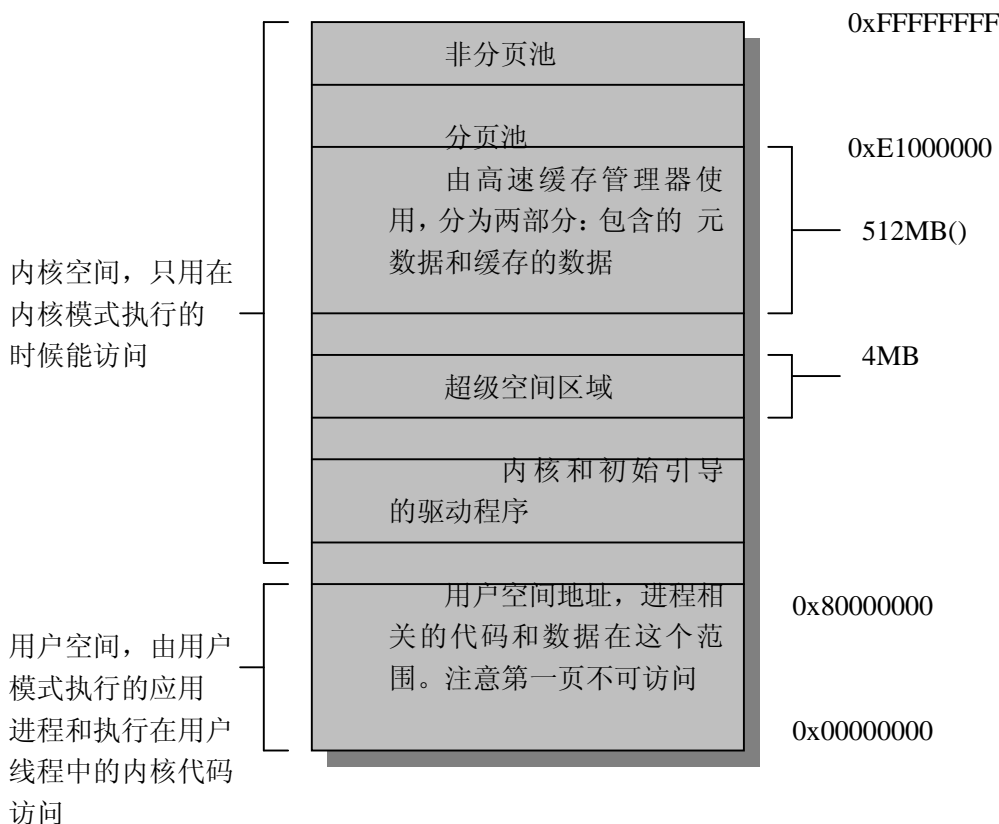 0xFFFFFFFF
非分页池
分页池
0xE1000000
由高速缓存管理器使
用，分为两部分：包含的 元
数据和缓存的数据
512MB()
内核空间，只用在
内核模式执行的
时候能访问
4MB
超级空间区域
内核和初始引导
的驱动程序
用户空间地址，进程相
关的代码和数据在这个范
围。注意第一页不可访问
0x80000000
用户空间，由用户
模式执行的应用
进程和执行在用户
线程中的内核代码
访问
0x00000000